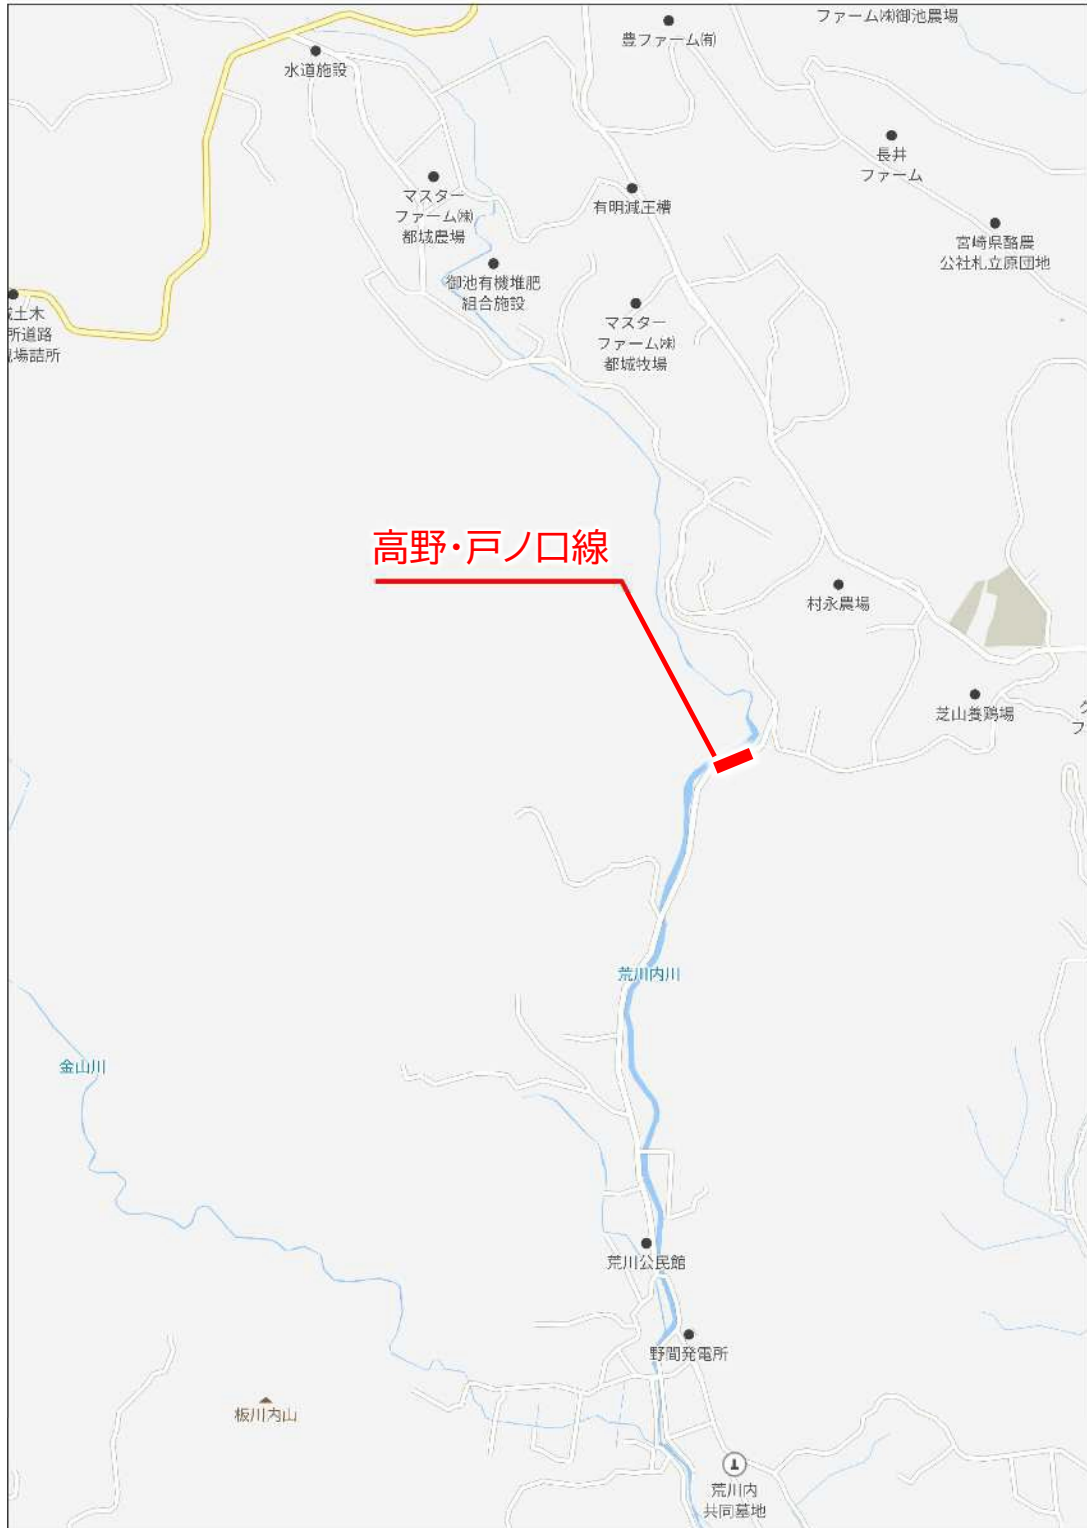 ファーム㈱御池農場
豊ファーム㈲
水道施設
長井
ファーム
マスター
ファーム㈱
都城農場
有明減圧槽
宮崎県酪農
公社札立原団地
御池有機堆肥
組合施設
土木
所道路
場詰所
マスター
ファーム㈱
都城牧場
高野・戸ノ口線
村永農場
芝山養鶏場
ク
フ
荒川内川
金山川
荒川公民館
野間発電所
板川内山
荒川内
共同墓地